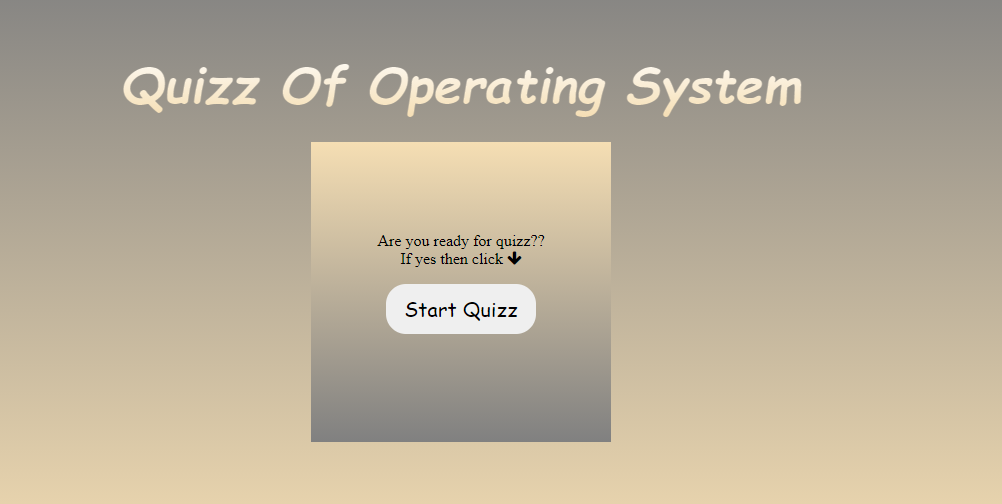 Quizz Of Operating System
Are you ready for quizz??
If yes then click 🡻
Start Quizz